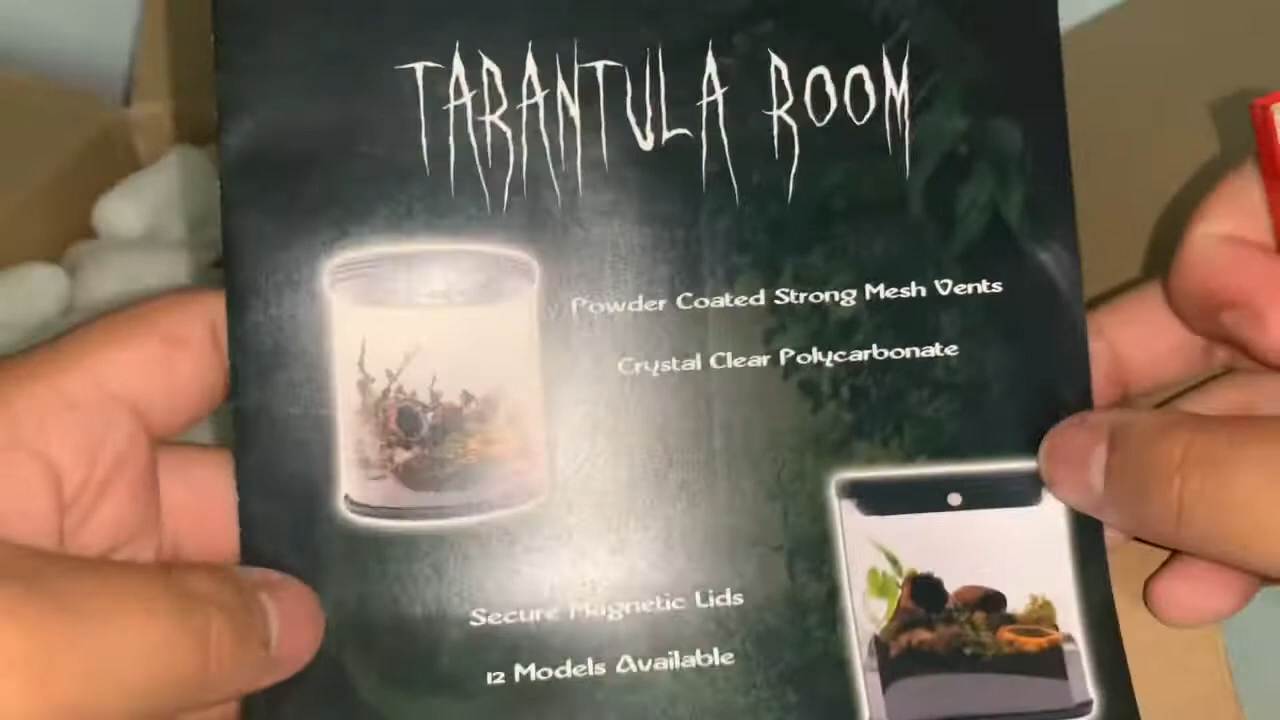 TARANTULA ROOM
Powder Coated Strong Mesh Vents
Crystal Clear Polycarbonate
Secure Magnetic Lids
12 Models Available